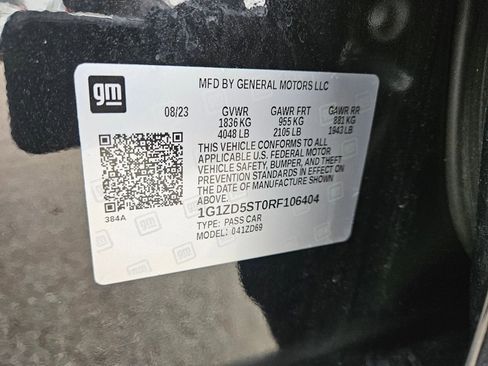 gm
MFD BY GENERAL MOTORS LLC
08/23 GVWR GAWR FRT GAWR RR
1836 KG 955 KG 881 KG
4048 LB 2105 LB 1943 LB
THIS VEHICLE CONFORMS TO ALL
APPLICABLE U.S. FEDERAL MOTOR
VEHICLE SAFETY, BUMPER, AND THEFT
PREVENTION STANDARDS IN EFFECT ON
THE DATE OF MANUFACTURE SHOWN
ABOVE.
384A
1G1ZD5ST0RF106404
TYPE: PASS CAR
MODEL: 041ZD69